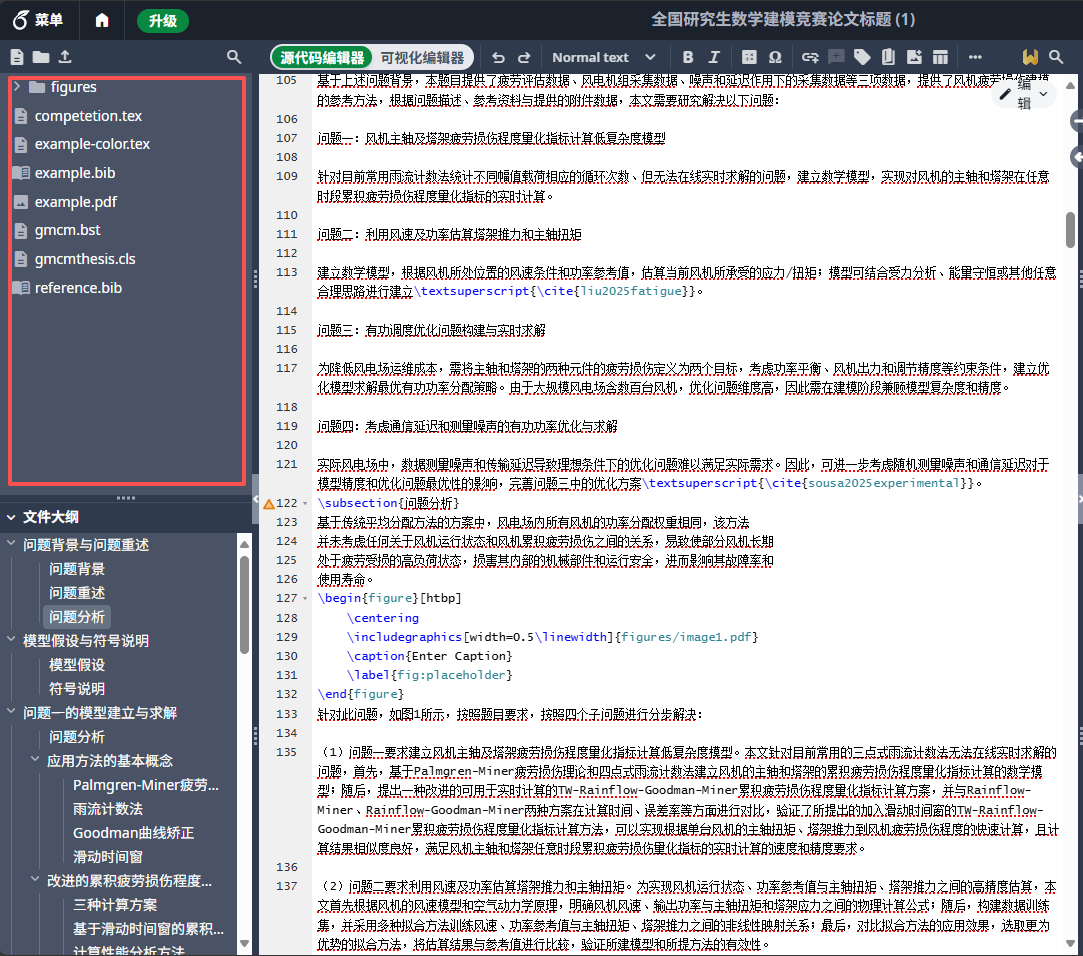 菜单
升级
全国研究生数学建模竞赛论文标题 (1)
源代码编辑器
可视化编辑器
Normal text
B
I
Ω
figures
competetion.tex
example-color.tex
example.bib
example.pdf
gmcm.bst
gmcmthesis.cls
reference.bib
文件大纲
问题背景与问题重述
问题背景
问题重述
问题分析
模型假设与符号说明
模型假设
符号说明
问题一的模型建立与求解
问题分析
应用方法的基本概念
Palmgren-Miner疲劳...
雨流计数法
Goodman曲线矫正
滑动时间窗
改进的累积疲劳损伤程度...
三种计算方案
基于滑动时间窗的累积...
计算性能分析方法
编辑
105 基于上述问题背景，本题目提供了疲劳评估数据、风电机组采集数据、噪声和延迟作用下的采集数据等三项数据，提供了风机疲劳损伤建模
的参考方法，根据问题描述、参考资料与提供的附件数据，本文需要研究解决以下问题：
106
107 问题一：风机主轴及塔架疲劳损伤程度量化指标计算低复杂度模型
108
109 针对目前常用雨流计数法统计不同幅值载荷相应的循环次数、但无法在线实时求解的问题，建立数学模型，实现对风机的主轴和塔架在任意
时段累积疲劳损伤程度量化指标的实时计算。
110
111 问题二：利用风速及功率估算塔架推力和主轴扭矩
112
113 建立数学模型，根据风机所处位置的风速条件和功率参考值，估算当前风机所承受的应力/扭矩；模型可结合受力分析、能量守恒或其他任意
合理思路进行建立\textsuperscript{\cite{liu2025fatigue}}。
114
115 问题三：有功调度优化问题构建与实时求解
116
117 为降低风电场运维成本，需将主轴和塔架的两种元件的疲劳损伤定义为两个目标，考虑功率平衡、风机出力和调节精度等约束条件，建立优
化模型求解最优有功功率分配策略。由于大规模风电场含数百台风机，优化问题维度高，因此需在建模阶段兼顾模型复杂度和精度。
118
119 问题四：考虑通信延迟和测量噪声的有功功率优化与求解
120
121 实际风电场中，数据测量噪声和传输延迟导致理想条件下的优化问题难以满足实际需求。因此，可进一步考虑随机测量噪声和通信延迟对于
模型精度和优化问题最优性的影响，完善问题三中的优化方案\textsuperscript{\cite{sousa2025experimental}}。
122 \subsection{问题分析}
123 基于传统平均分配方法的方案中，风电场内所有风机的功率分配权重相同，该方法
124 并未考虑任何关于风机运行状态和风机累积疲劳损伤之间的关系，易致使部分风机长期
125 处于疲劳受损的高负荷状态，损害其内部的机械部件和运行安全，进而影响其故障率和
126 使用寿命。
127 \begin{figure}[htbp]
128 \centering
129 \includegraphics[width=0.5\linewidth]{figures/image1.pdf}
130 \caption{Enter Caption}
131 \label{fig:placeholder}
132 \end{figure}
133 针对此问题，如图1所示，按照题目要求，按照四个子问题进行分步解决：
134
135 （1）问题一要求建立风机主轴及塔架疲劳损伤程度量化指标计算低复杂度模型。本文针对目前常用的三点式雨流计数法无法在线实时求解的
问题，首先，基于Palmgren-Miner疲劳损伤理论和四点式雨流计数法建立风机的主轴和塔架的累积疲劳损伤程度量化指标计算的数学模
型；随后，提出一种改进的可用于实时计算的TW-Rainflow-Goodman-Miner累积疲劳损伤程度量化指标计算方案，并与Rainflow-
Miner、Rainflow-Goodman-Miner两种方案在计算时间、误差率等方面进行对比，验证了所提出的加入滑动时间窗的TW-Rainflow-
Goodman-Miner累积疲劳损伤程度量化指标计算方法，可以实现根据单台风机的主轴扭矩、塔架推力到风机疲劳损伤程度的快速计算，且计
算结果相似度良好，满足风机主轴和塔架任意时段累积疲劳损伤量化指标的实时计算的速度和精度要求。
136
137 （2）问题二要求利用风速及功率估算塔架推力和主轴扭矩。为实现风机运行状态、功率参考值与主轴扭矩、塔架推力之间的高精度估算，本
文首先根据风机的风速模型和空气动力学原理，明确风机风速、输出功率与主轴扭矩和塔架应力之间的物理计算公式；随后，构建数据训练
集，并采用多种拟合方法训练风速、功率参考值与主轴扭矩、塔架推力之间的非线性映射关系；最后，对比拟合方法的应用效果，选取更为
优势的拟合方法，将估算结果与参考值进行比较，验证所建模型和所提方法的有效性。